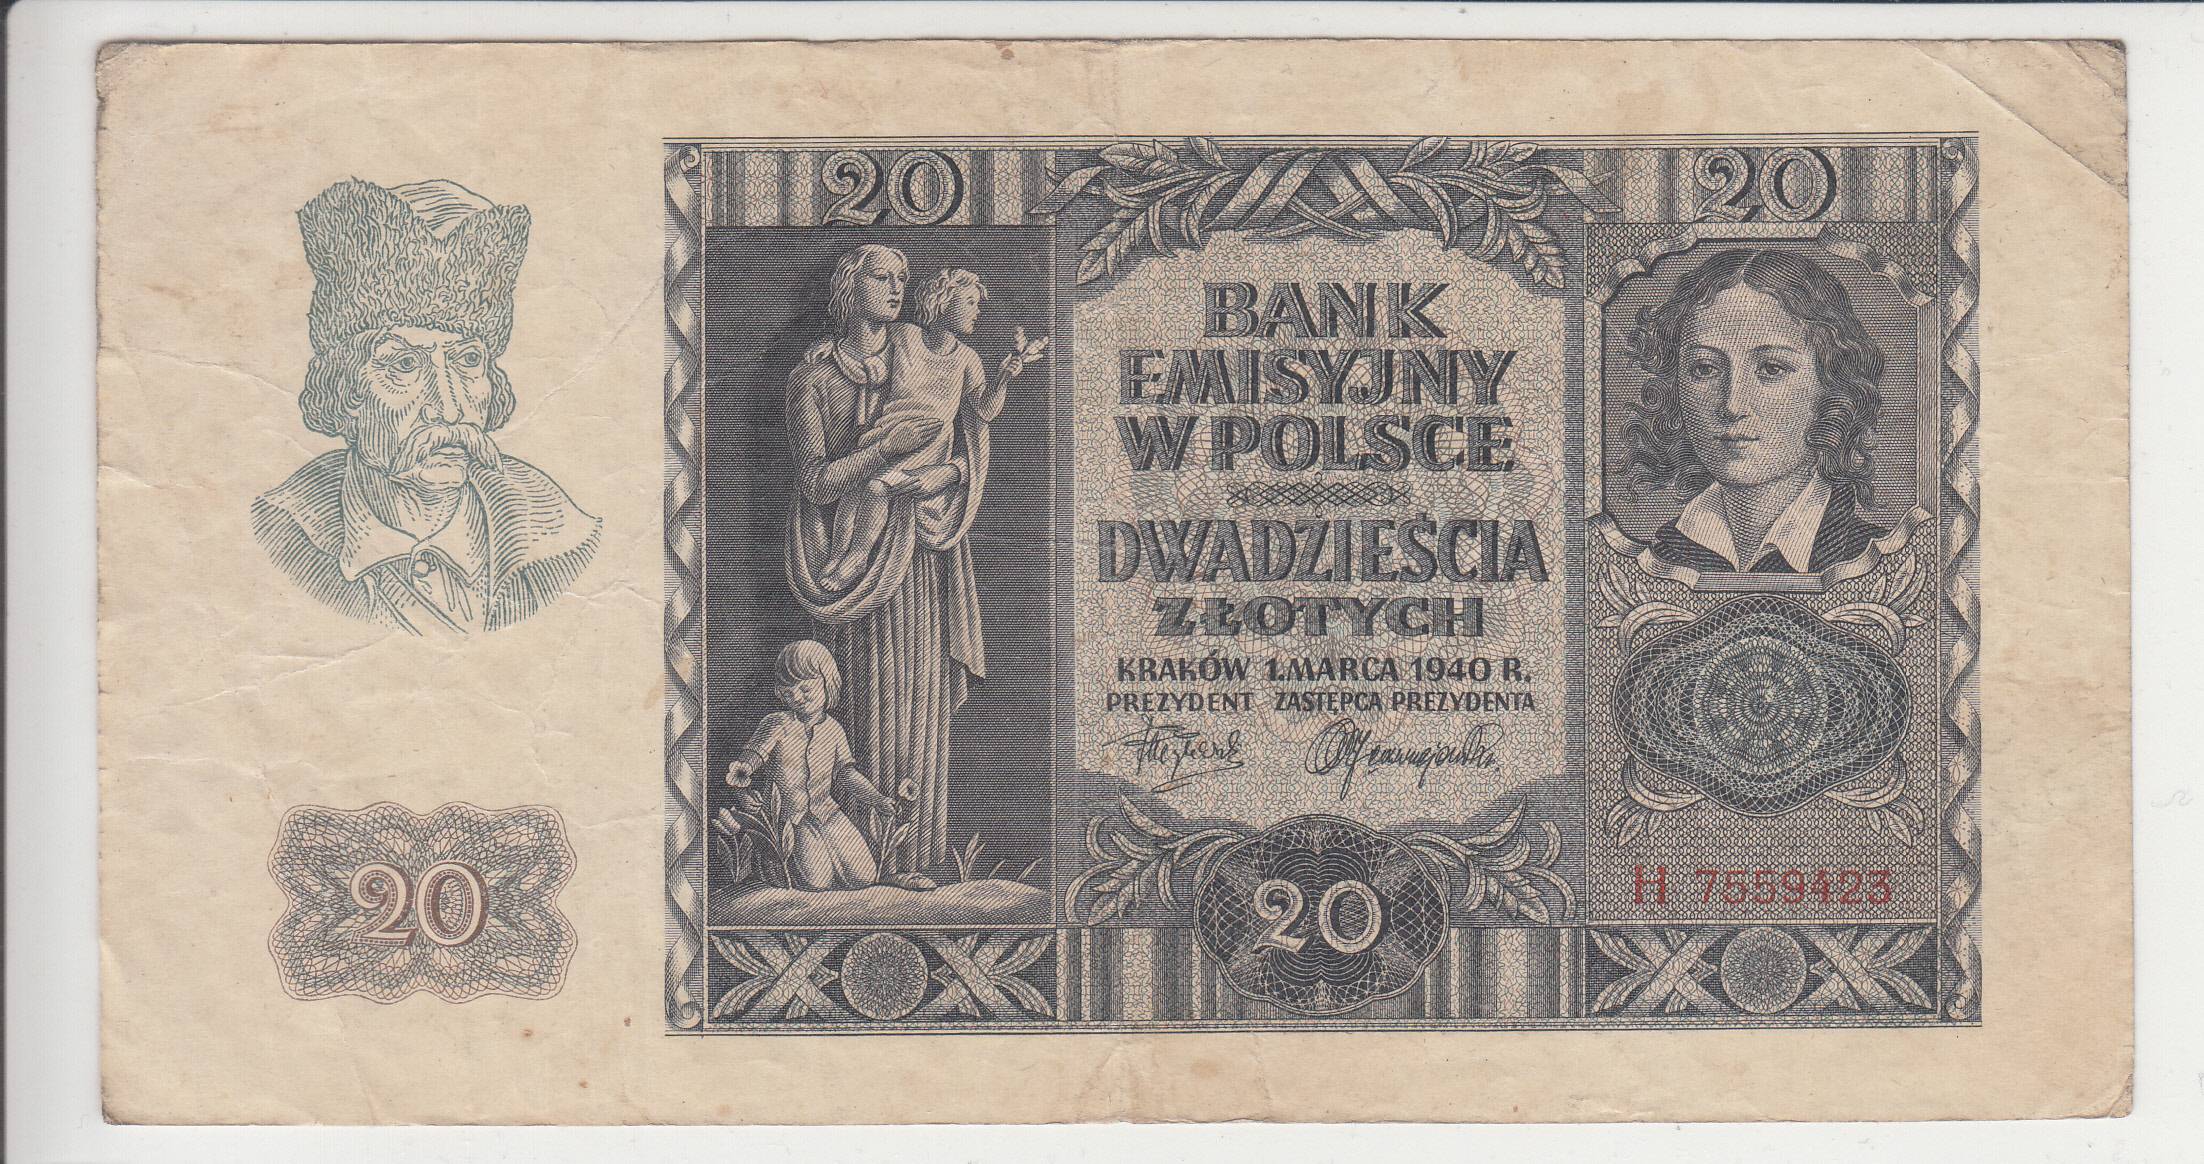 20
20
BANK
EMISYJNY
W POLSCE
DWADZIEŚCIA
ZŁOTYCH
KRAKÓW 1. MARCA 1940 R.
PREZYDENT ZASTĘPCA PREZYDENTA
H 7559423
20
20